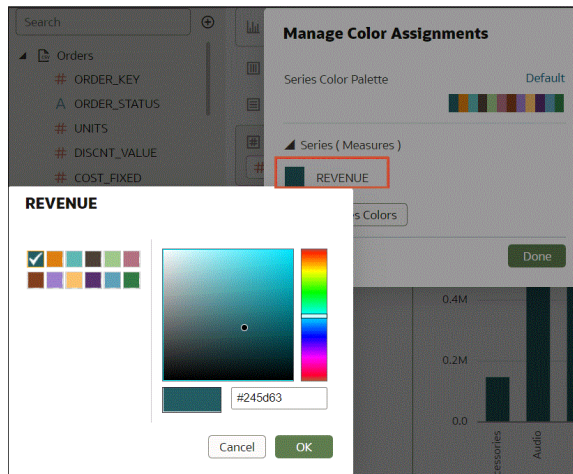 Search
Orders
# ORDER_KEY
A ORDER_STATUS
# UNITS
# DISCNT_VALUE
# COST_FIXED
#
Manage Color Assignments
Series Color Palette
Default
Series ( Measures )
REVENUE
s Colors
Done
REVENUE
#245d63
Cancel
OK
0.4M
0.2M
0.0
cessories
Audio